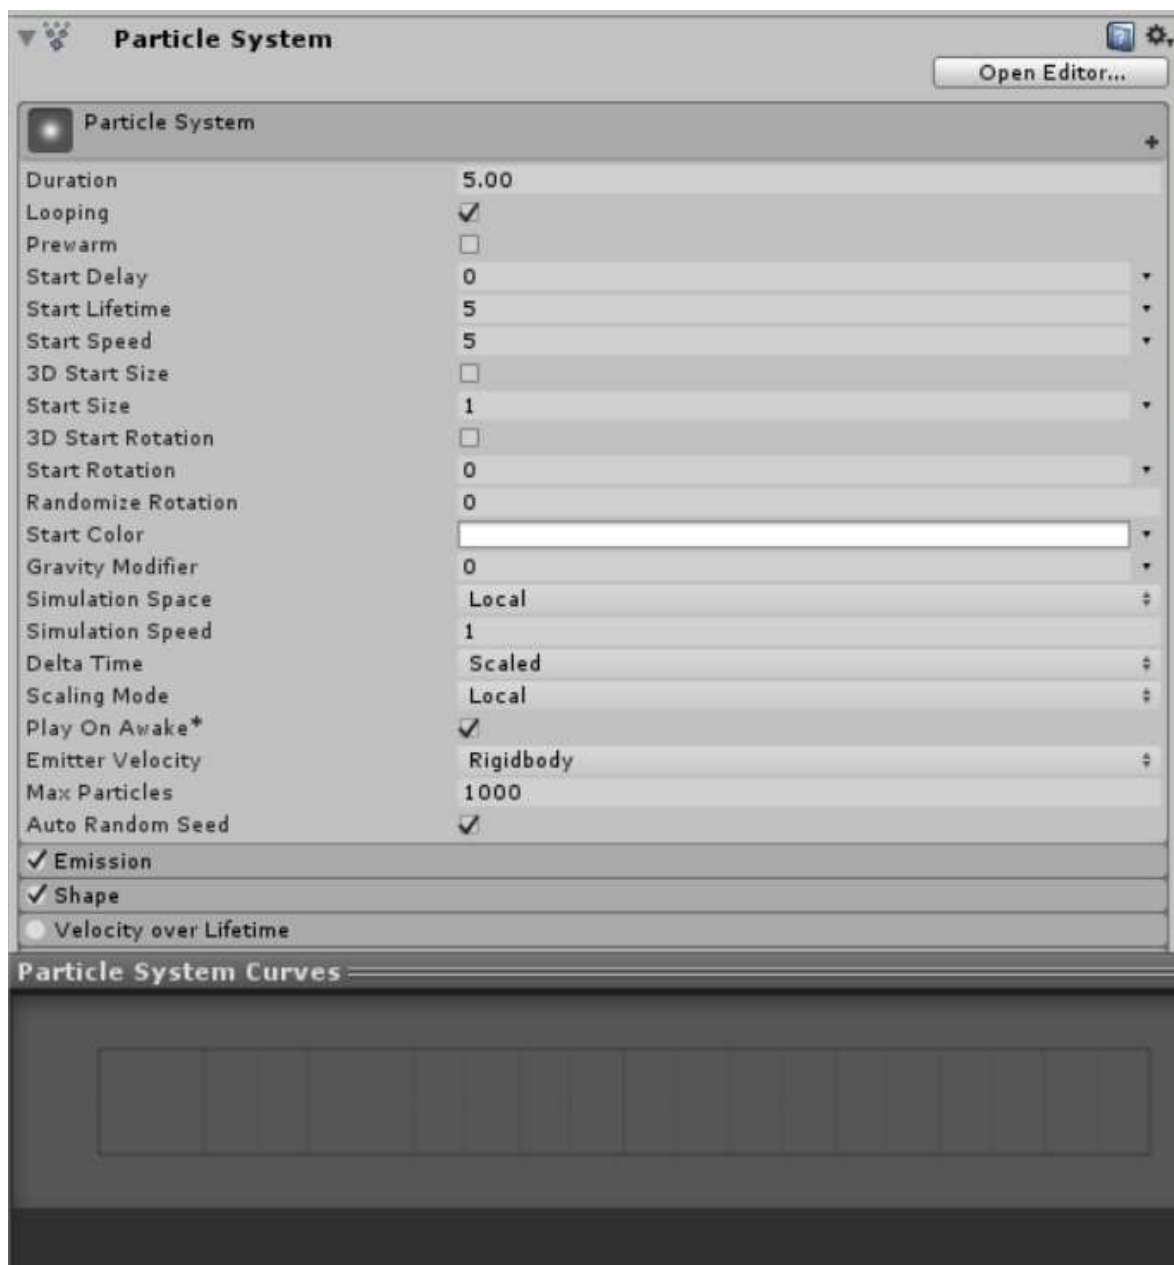 Particle System
Open Editor...
Particle System
Duration 5.00
Looping
Prewarm
Start Delay 0
Start Lifetime 5
Start Speed 5
3D Start Size
Start Size 1
3D Start Rotation
Start Rotation 0
Randomize Rotation 0
Start Color
Gravity Modifier 0
Simulation Space Local
Simulation Speed 1
Delta Time Scaled
Scaling Mode Local
Play On Awake*
Emitter Velocity Rigidbody
Max Particles 1000
Auto Random Seed
Emission
Shape
Velocity over Lifetime
Particle System Curves